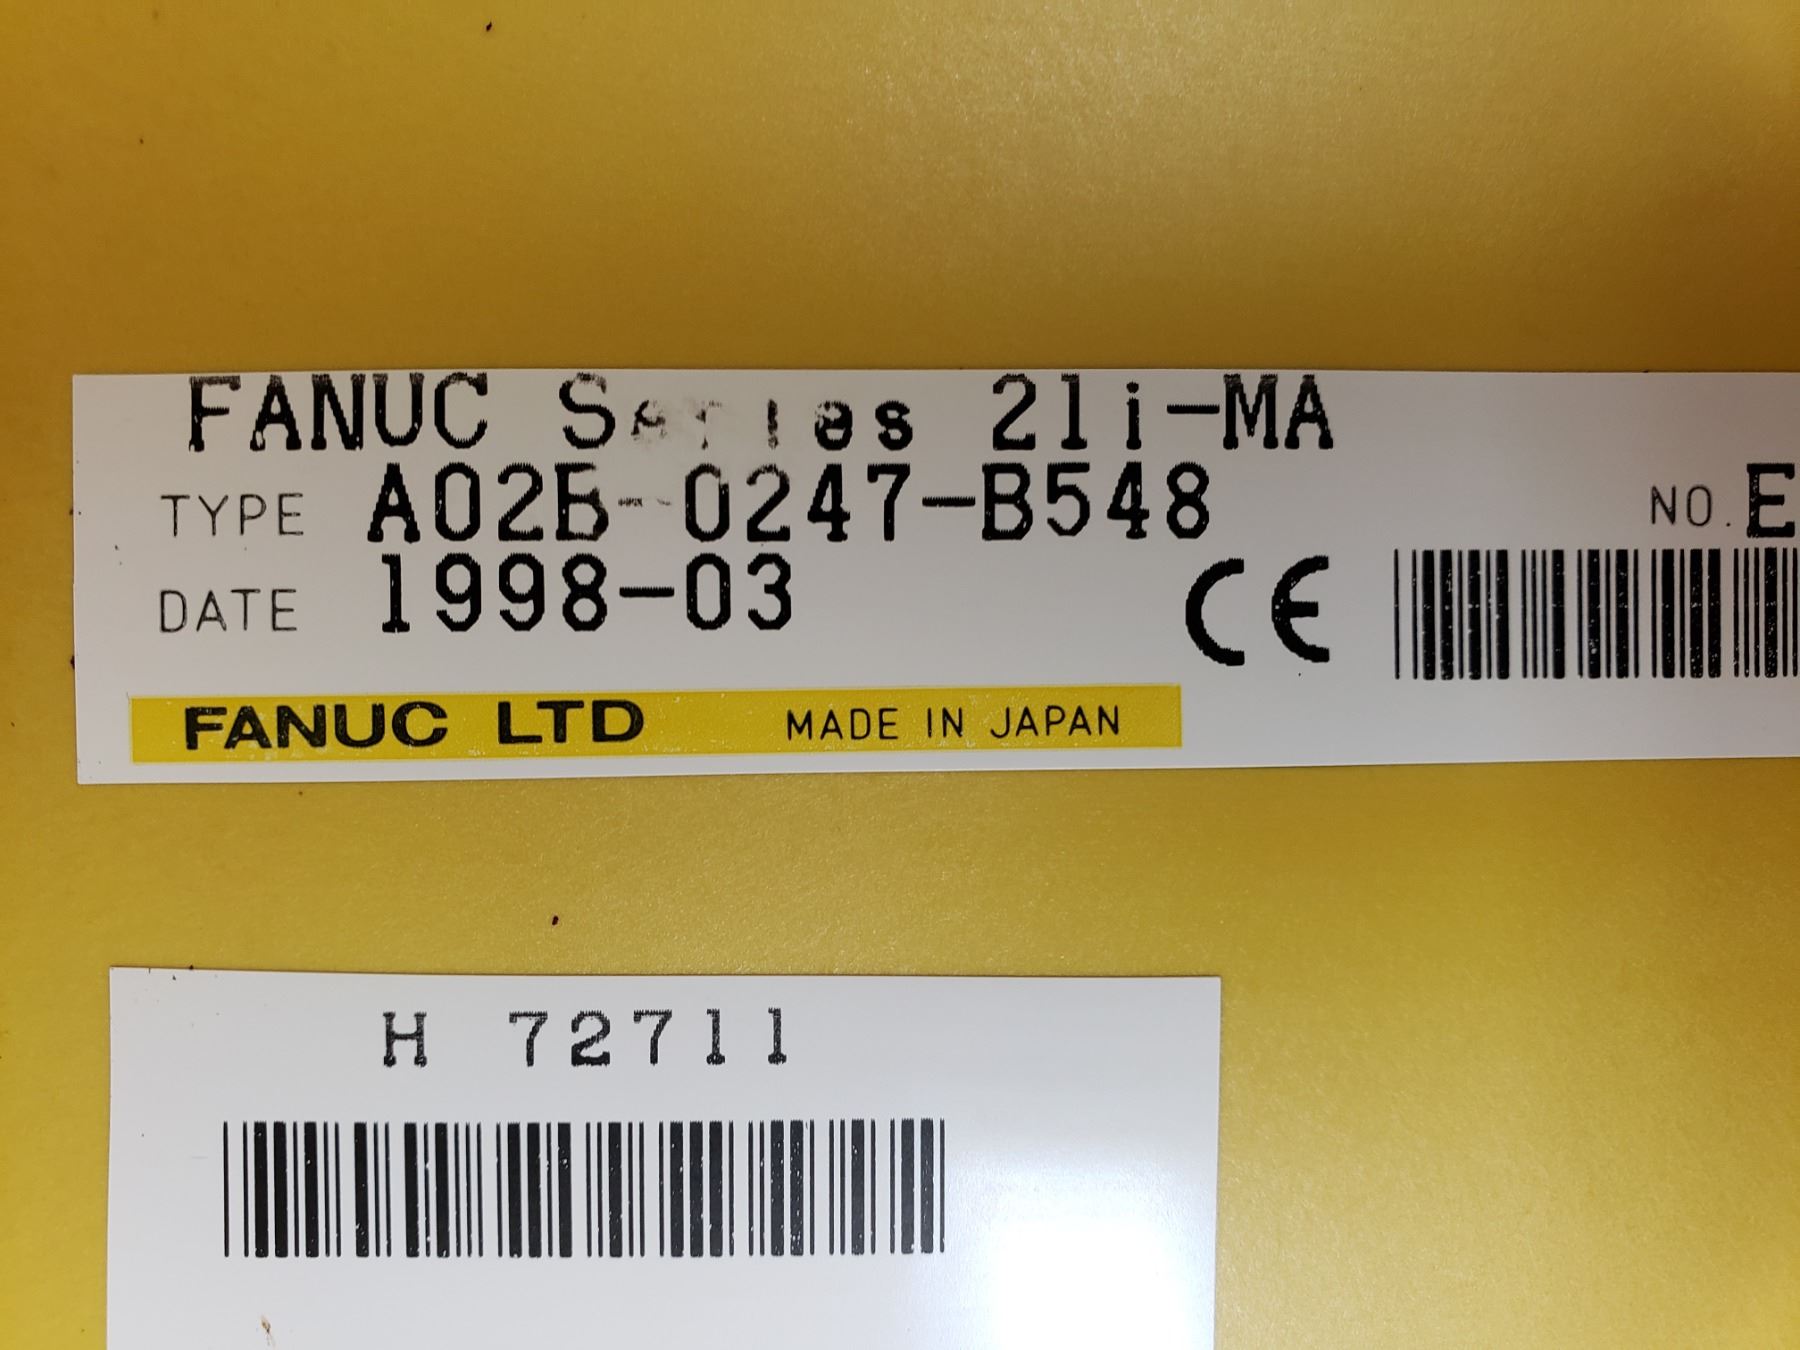 FANUC Series 21i-MA
TYPE A02B-0247-B548 NO. E
DATE 1998-03 CE
FANUC LTD MADE IN JAPAN
H 72711